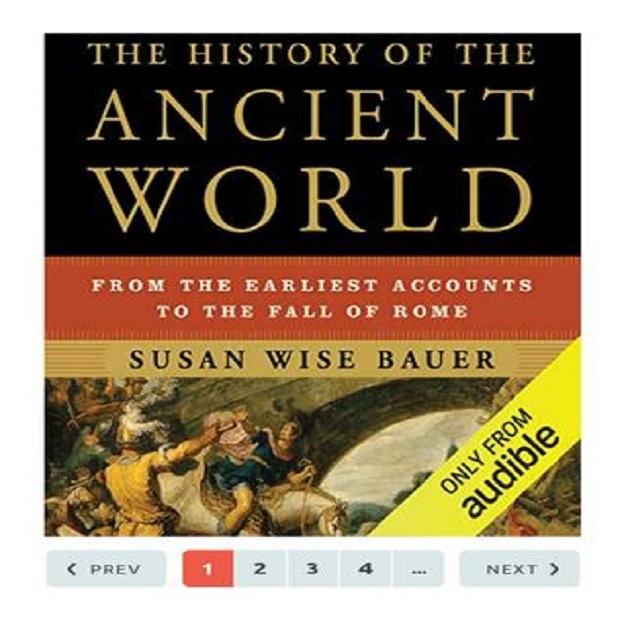 THE HISTORY OF THE
ANCIENT
WORLD
FROM THE EARLIEST ACCOUNTS
TO THE FALL OF ROME
SUSAN WISE BAUER
ONLY FROM
audible
< PREV 1 2 3 4 ... NEXT >